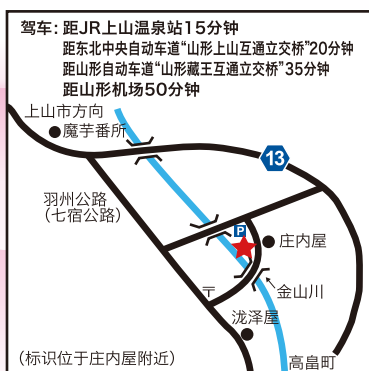 驾车：距JR上山温泉站15分钟
距东北中央自动车道“山形上山互通立交桥”20分钟
距山形自动车道“山形藏王互通立交桥”35分钟
距山形机场50分钟
上山市方向
魔芋番所
13
羽州公路
（七宿公路）
P
庄内屋
〒
金山川
泷泽屋
（标识位于庄内屋附近）
高畠町